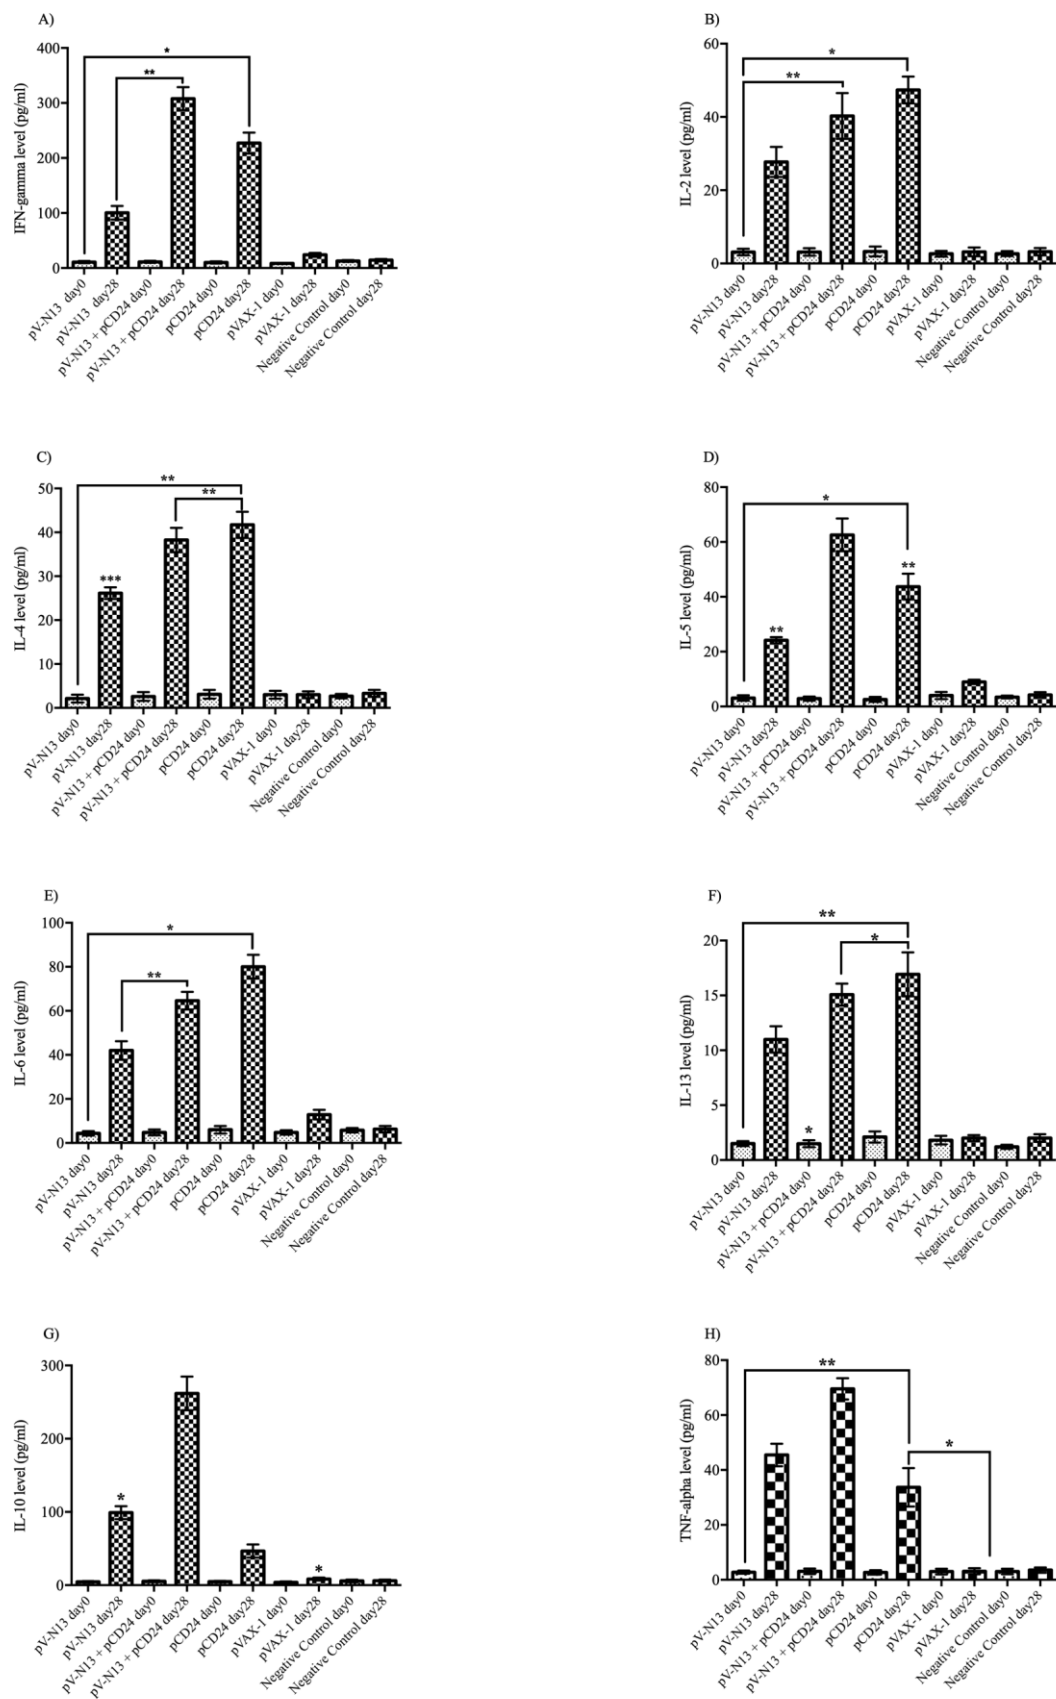 A)
IFN-gamma level (pg/ml)
400
300
200
100
0
*
**
pV-N13 day0
pV-N13 day28
pV-N13 + pCD24 day0
pV-N13 + pCD24 day28
pCD24 day0
pCD24 day28
pVAX-1 day0
pVAX-1 day28
Negative Control day0
Negative Control day28
B)
IL-2 level (pg/ml)
60
40
20
0
*
**
pV-N13 day0
pV-N13 day28
pV-N13 + pCD24 day0
pV-N13 + pCD24 day28
pCD24 day0
pCD24 day28
pVAX-1 day0
pVAX-1 day28
Negative Control day0
Negative Control day28
C)
IL-4 level (pg/ml)
50
40
30
20
10
0
**
**
***
pV-N13 day0
pV-N13 day28
pV-N13 + pCD24 day0
pV-N13 + pCD24 day28
pCD24 day0
pCD24 day28
pVAX-1 day0
pVAX-1 day28
Negative Control day0
Negative Control day28
D)
IL-5 level (pg/ml)
80
60
40
20
0
*
**
**
pV-N13 day0
pV-N13 day28
pV-N13 + pCD24 day0
pV-N13 + pCD24 day28
pCD24 day0
pCD24 day28
pVAX-1 day0
pVAX-1 day28
Negative Control day0
Negative Control day28
E)
IL-6 level (pg/ml)
100
80
60
40
20
0
*
**
pV-N13 day0
pV-N13 day28
pV-N13 + pCD24 day0
pV-N13 + pCD24 day28
pCD24 day0
pCD24 day28
pVAX-1 day0
pVAX-1 day28
Negative Control day0
Negative Control day28
F)
IL-13 level (pg/ml)
20
15
10
5
0
**
*
*
pV-N13 day0
pV-N13 day28
pV-N13 + pCD24 day0
pV-N13 + pCD24 day28
pCD24 day0
pCD24 day28
pVAX-1 day0
pVAX-1 day28
Negative Control day0
Negative Control day28
G)
IL-10 level (pg/ml)
300
200
100
0
*
*
pV-N13 day0
pV-N13 day28
pV-N13 + pCD24 day0
pV-N13 + pCD24 day28
pCD24 day0
pCD24 day28
pVAX-1 day0
pVAX-1 day28
Negative Control day0
Negative Control day28
H)
TNF-alpha level (pg/ml)
80
60
40
20
0
**
*
pV-N13 day0
pV-N13 day28
pV-N13 + pCD24 day0
pV-N13 + pCD24 day28
pCD24 day0
pCD24 day28
pVAX-1 day0
pVAX-1 day28
Negative Control day0
Negative Control day28